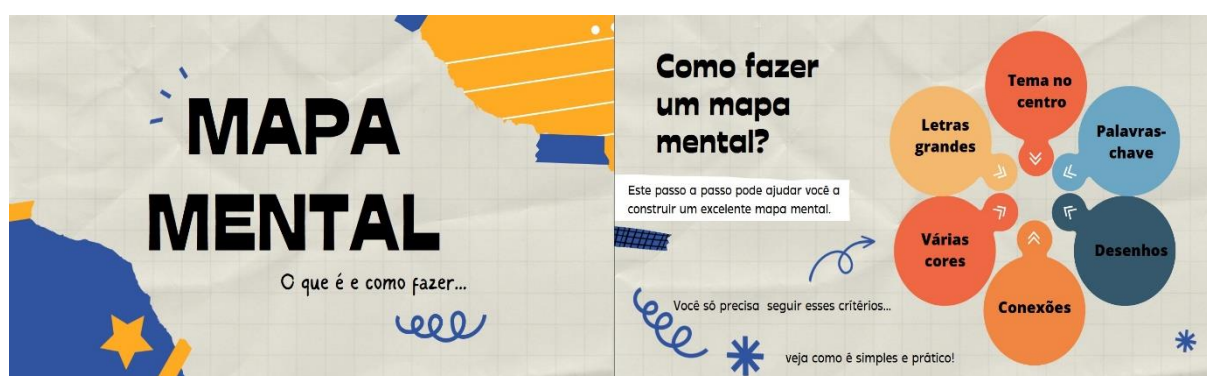 MAPA
MENTAL
O que é e como fazer...
Como fazer
um mapa
mental?
Este passo a passo pode ajudar você a
construir um excelente mapa mental.
Você só precisa seguir esses crítérios...
veja como é simples e prático!
Tema no
centro
Palavras-
chave
Desenhos
Conexões
Várias
cores
Letras
grandes